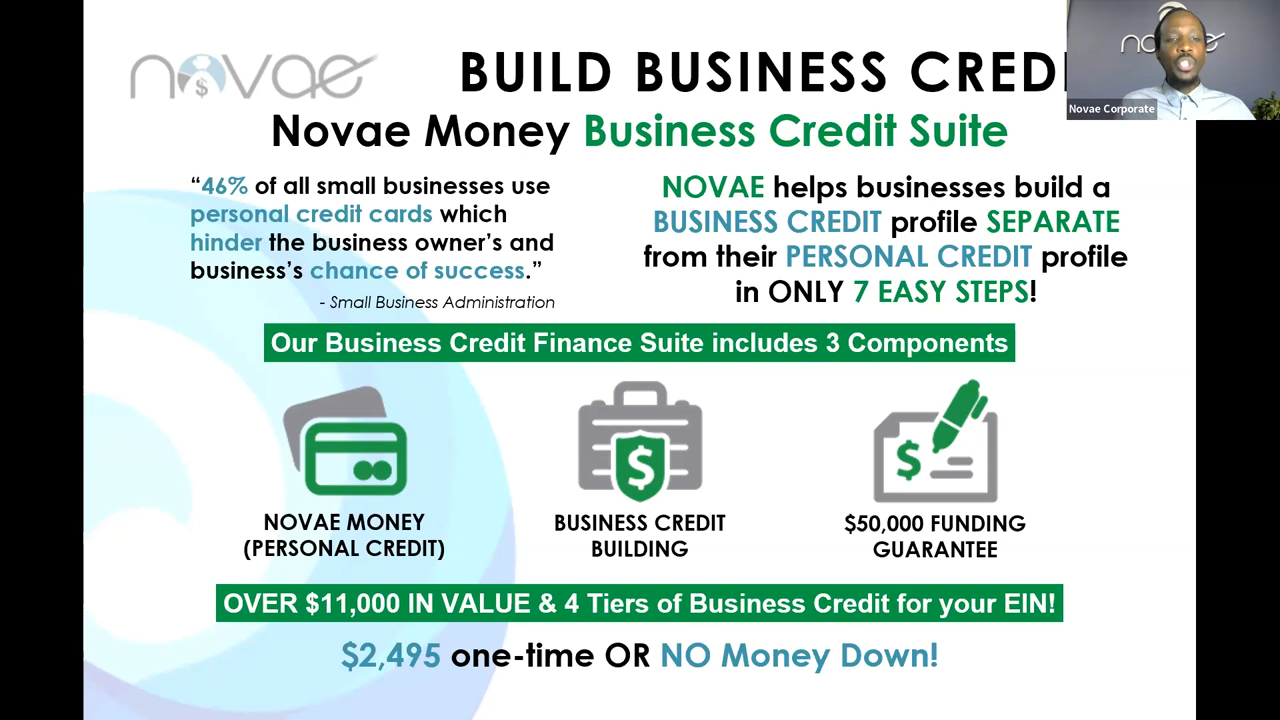 novae
BUILD BUSINESS CREDI
novae
Novae Corporate
Novae Money Business Credit Suite
“46% of all small businesses use
personal credit cards which
hinder the business owner’s and
business’s chance of success.”
- Small Business Administration
NOVAE helps businesses build a
BUSINESS CREDIT profile SEPARATE
from their PERSONAL CREDIT profile
in ONLY 7 EASY STEPS!
Our Business Credit Finance Suite includes 3 Components
NOVAE MONEY
(PERSONAL CREDIT)
BUSINESS CREDIT
BUILDING
$50,000 FUNDING
GUARANTEE
OVER $11,000 IN VALUE & 4 Tiers of Business Credit for your EIN!
$2,495 one-time OR NO Money Down!